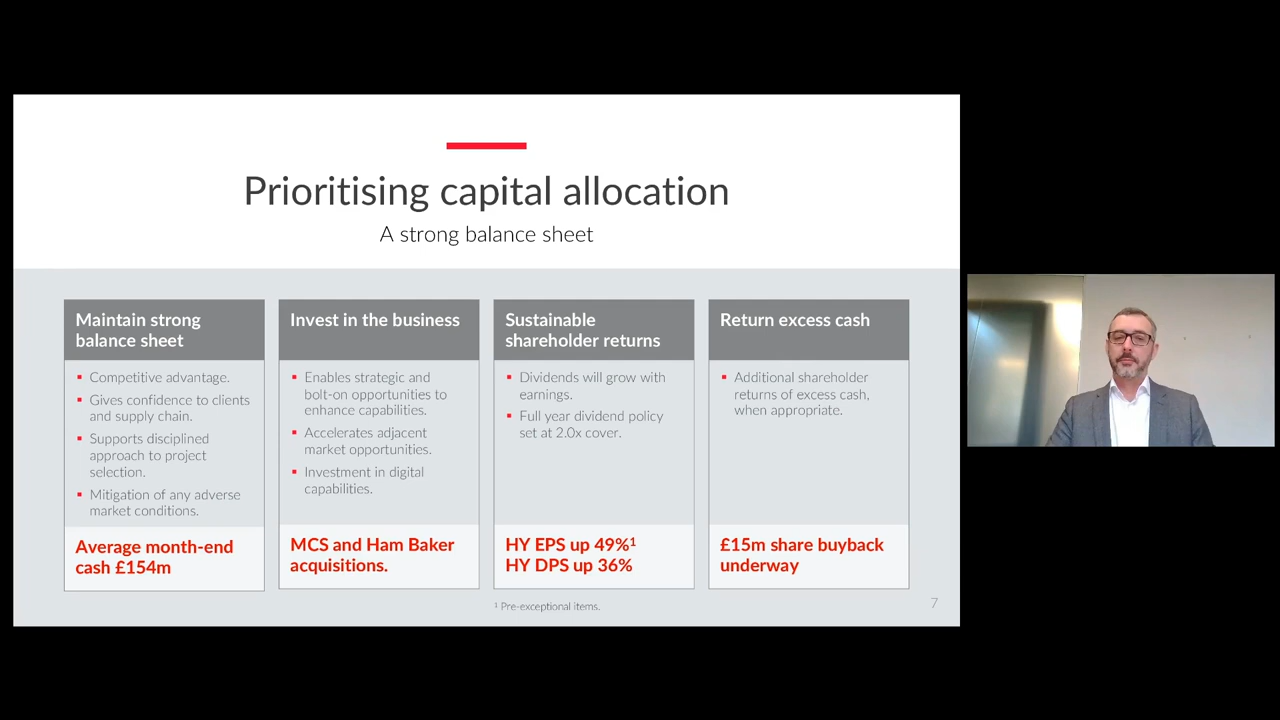 Prioritising capital allocation
A strong balance sheet
Maintain strong
balance sheet
▪ Competitive advantage.
▪ Gives confidence to clients
and supply chain.
▪ Supports disciplined
approach to project
selection.
▪ Mitigation of any adverse
market conditions.
Average month-end
cash £154m
Invest in the business
▪ Enables strategic and
bolt-on opportunities to
enhance capabilities.
▪ Accelerates adjacent
market opportunities.
▪ Investment in digital
capabilities.
MCS and Ham Baker
acquisitions.
Sustainable
shareholder returns
▪ Dividends will grow with
earnings.
▪ Full year dividend policy
set at 2.0x cover.
HY EPS up 49%¹
HY DPS up 36%
Return excess cash
▪ Additional shareholder
returns of excess cash,
when appropriate.
£15m share buyback
underway
¹ Pre-exceptional items.
7